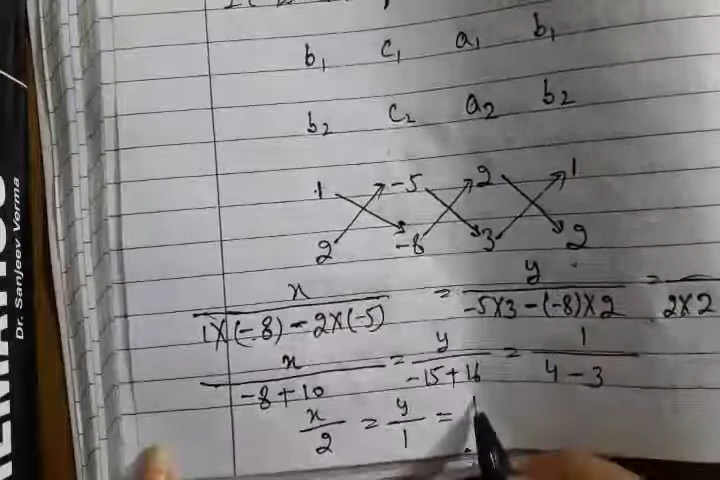 b₁ c₁ a₁ b₁
b₂ c₂ a₂ b₂
1 -5 2 1
2 -8 3 2
x/(1×(-8)-2×(-5)) = y/(-5×3-(-8)×2) = /(2×2
x/(-8+10) = y/(-15+16) = 1/(4-3)
x/2 = y/1 = 1
Dr. Sanjeev Verma